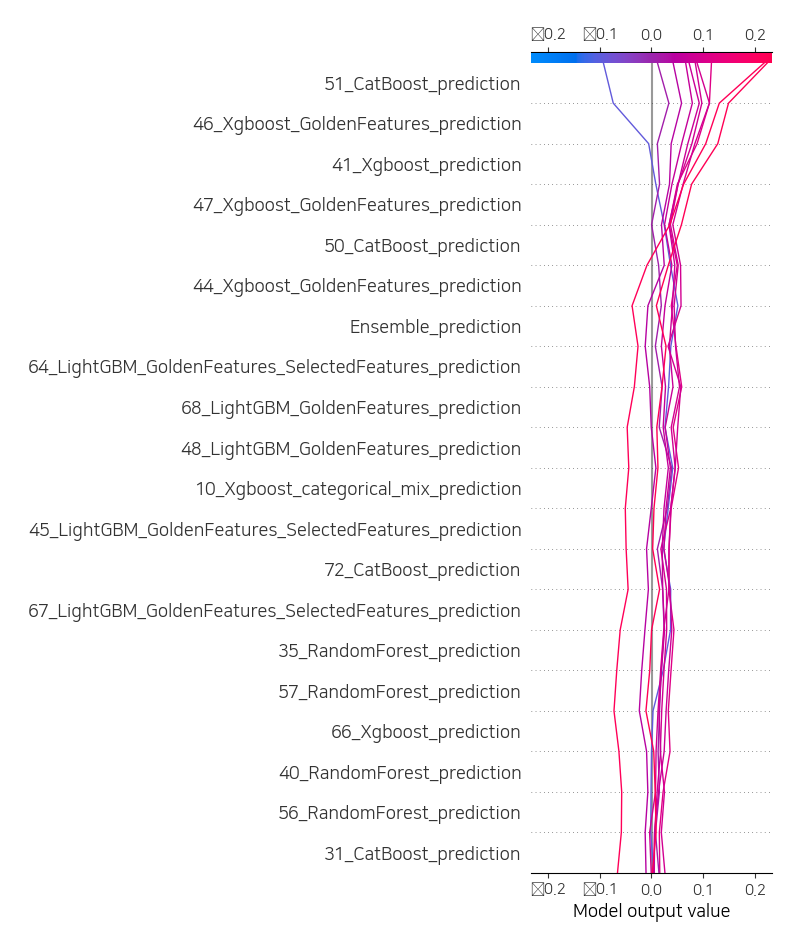 ▯0.2 ▯0.1 0.0 0.1 0.2
51_CatBoost_prediction
46_Xgboost_GoldenFeatures_prediction
41_Xgboost_prediction
47_Xgboost_GoldenFeatures_prediction
50_CatBoost_prediction
44_Xgboost_GoldenFeatures_prediction
Ensemble_prediction
64_LightGBM_GoldenFeatures_SelectedFeatures_prediction
68_LightGBM_GoldenFeatures_prediction
48_LightGBM_GoldenFeatures_prediction
10_Xgboost_categorical_mix_prediction
45_LightGBM_GoldenFeatures_SelectedFeatures_prediction
72_CatBoost_prediction
67_LightGBM_GoldenFeatures_SelectedFeatures_prediction
35_RandomForest_prediction
57_RandomForest_prediction
66_Xgboost_prediction
40_RandomForest_prediction
56_RandomForest_prediction
31_CatBoost_prediction
▯0.2 ▯0.1 0.0 0.1 0.2
Model output value